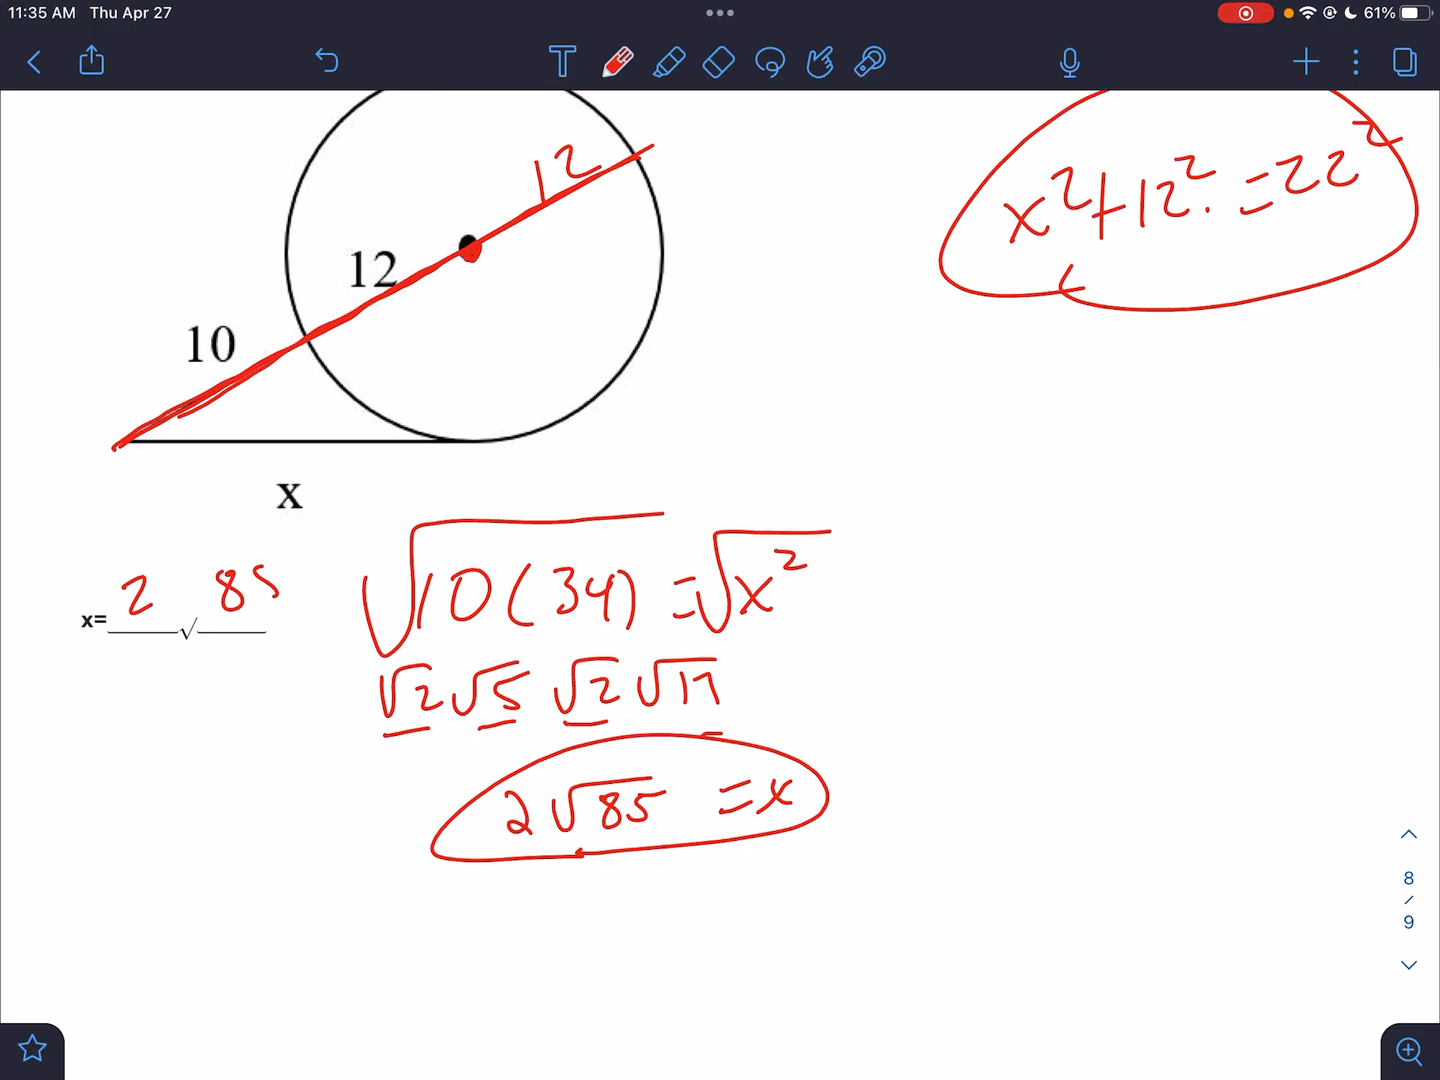 11:35 AM Thu Apr 27
61%
12
x²+12². =22²
12
10
x
x= 2 √ 85
√10(34) = √x²
√2 √5 √2 √17
2√85 = x
8
/
9